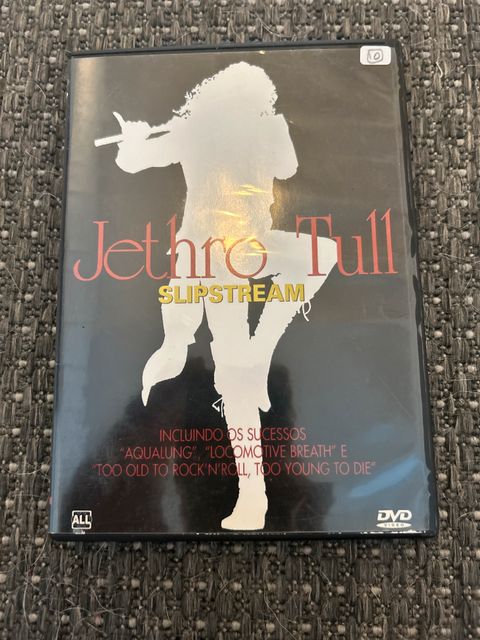 0
Jethro Tull
SLIPSTREAM
INCLUINDO OS SUCESSOS
"AQUALUNG", "LOCOMOTIVE BREATH" E
"TOO OLD TO ROCK'N'ROLL, TOO YOUNG TO DIE"
ALL
DVD
VIDEO